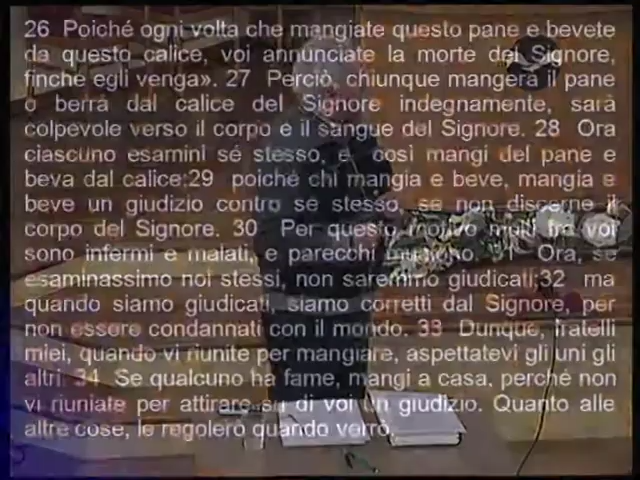 26 Poiché ogni volta che mangiate questo pane e bevete
da questo calice, voi annunciate la morte del Signore,
finché egli venga». 27 Perciò, chiunque mangerà il pane
o berrà dal calice del Signore indegnamente, sarà
colpevole verso il corpo e il sangue del Signore. 28 Ora
ciascuno esamini sé stesso, e così mangi del pane e
beva dal calice;29 poiché chi mangia e beve, mangia e
beve un giudizio contro se stesso, se non discerne il
corpo del Signore. 30 Per questo motivo molti fra voi
sono infermi e malati, e parecchi muoiono. 31 Ora, se
esaminassimo noi stessi, non saremmo giudicati;32 ma
quando siamo giudicati, siamo corretti dal Signore, per
non essere condannati con il mondo. 33 Dunque, fratelli
miei, quando vi riunite per mangiare, aspettatevi gli uni gli
altri. 34 Se qualcuno ha fame, mangi a casa, perché non
vi riuniate per attirare su di voi un giudizio. Quanto alle
altre cose, le regolerò quando verrò.